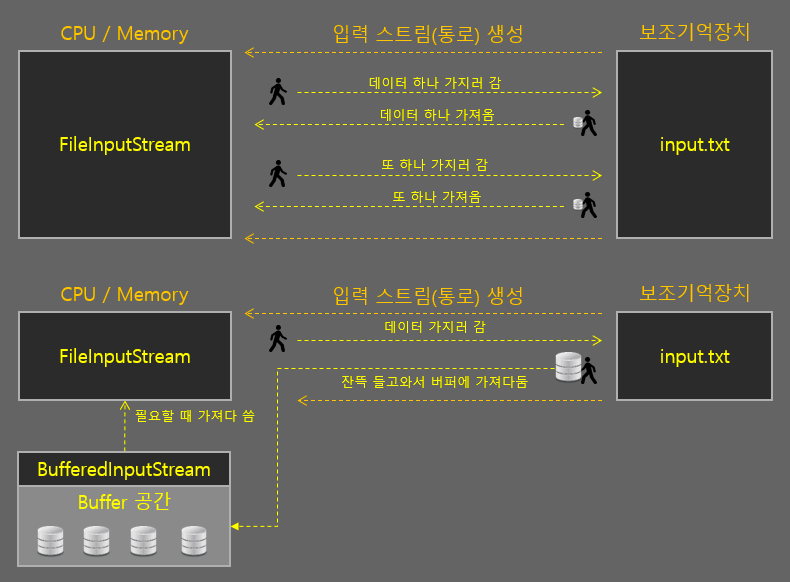 CPU / Memory
입력 스트림(통로) 생성
보조기억장치
FileInputStream
데이터 하나 가지러 감
데이터 하나 가져옴
또 하나 가지러 감
또 하나 가져옴
input.txt
CPU / Memory
입력 스트림(통로) 생성
보조기억장치
FileInputStream
데이터 가지러 감
잔뜩 들고와서 버퍼에 가져다둠
input.txt
필요할 때 가져다 씀
BufferedInputStream
Buffer 공간